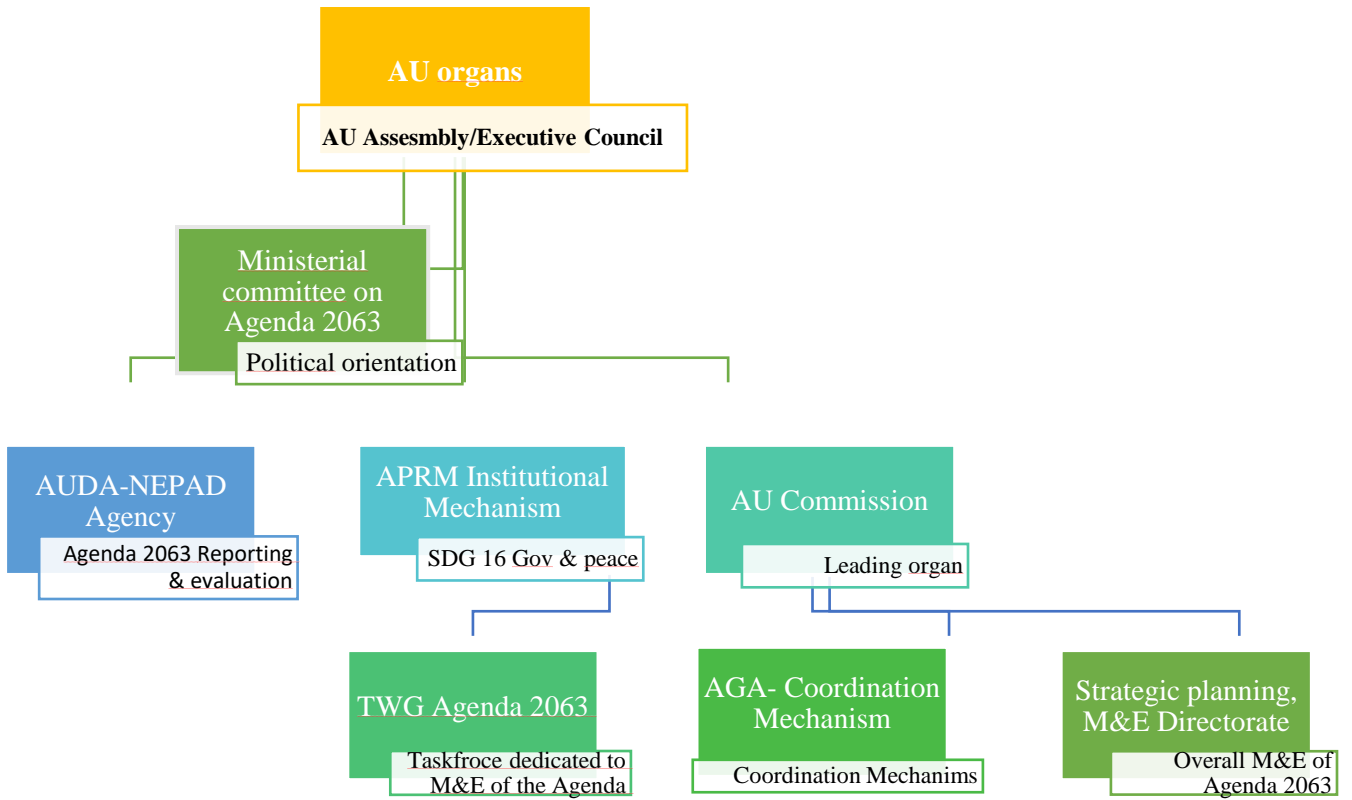 AU organs
AU Assesmbly/Executive Council
Ministerial
committee on
Agenda 2063
Political orientation
AUDA-NEPAD
Agency
Agenda 2063 Reporting
& evaluation
APRM Institutional
Mechanism
SDG 16 Gov & peace
AU Commission
Leading organ
TWG Agenda 2063
Taskfroce dedicated to
M&E of the Agenda
AGA- Coordination
Mechanism
Coordination Mechanims
Strategic planning,
M&E Directorate
Overall M&E of
Agenda 2063